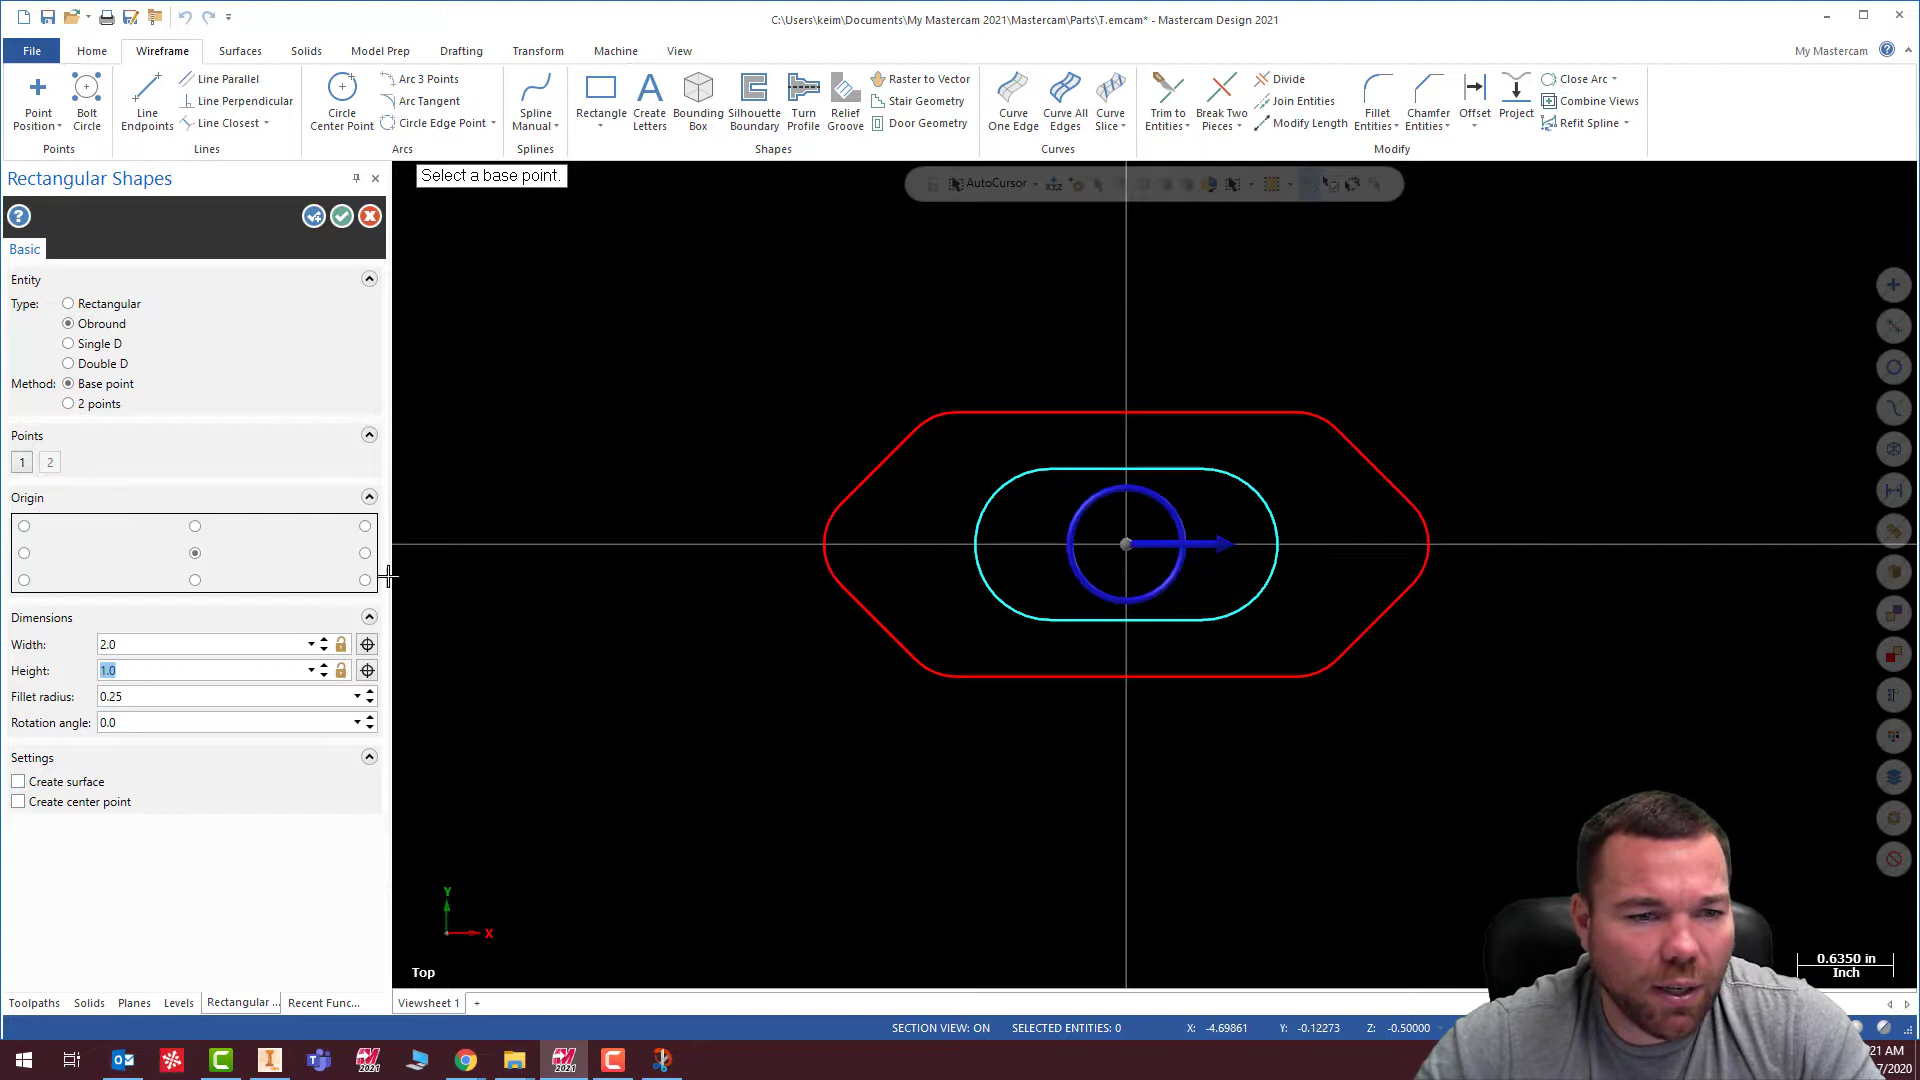 C:\Users\keim\Documents\My Mastercam 2021\Mastercam\Parts\T.emcam* - Mastercam Design 2021
File Home Wireframe Surfaces Solids Model Prep Drafting Transform Machine View My Mastercam
Point Position
Bolt Circle
Points
Line Endpoints
Line Parallel
Line Perpendicular
Line Closest
Lines
Circle Center Point
Arc 3 Points
Arc Tangent
Circle Edge Point
Arcs
Spline Manual
Splines
Rectangle
Create Letters
Bounding Box
Silhouette Boundary
Turn Profile
Relief Groove
Raster to Vector
Stair Geometry
Door Geometry
Shapes
Curve One Edge
Curve All Edges
Curve Slice
Curves
Trim to Entities
Break Two Pieces
Divide
Join Entities
Modify Length
Fillet Entities
Chamfer Entities
Offset
Project
Close Arc
Combine Views
Refit Spline
Modify
Rectangular Shapes
Basic
Entity
Type: Rectangular
Obround
Single D
Double D
Method: Base point
2 points
Points
1 2
Origin
Dimensions
Width: 2.0
Height: 1.0
Fillet radius: 0.25
Rotation angle: 0.0
Settings
Create surface
Create center point
Select a base point.
AutoCursor
Y
X
Top
0.6350 in
Inch
Toolpaths Solids Planes Levels Rectangular ... Recent Func...
Viewsheet 1 +
SECTION VIEW: ON SELECTED ENTITIES: 0 X: -4.69861 Y: -0.12273 Z: -0.50000
2021
2021
21 AM
7/2020